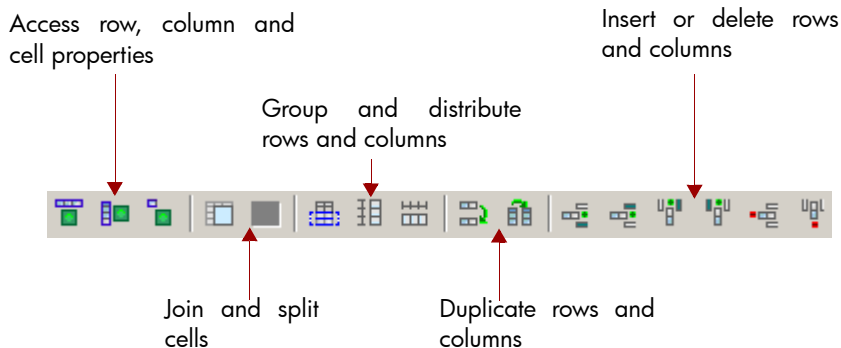 Access row, column and
cell properties
Insert or delete rows
and columns
Group and distribute
rows and columns
Join and split
cells
Duplicate rows and
columns